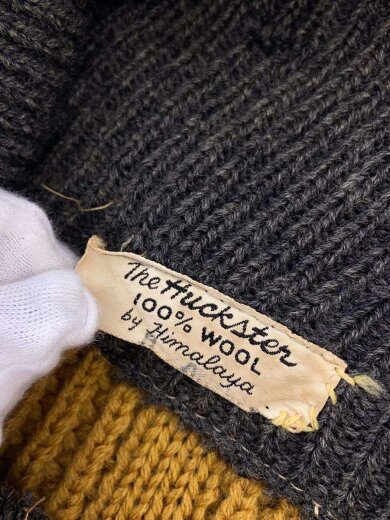 The Huckster
100% WOOL
by Himalaya